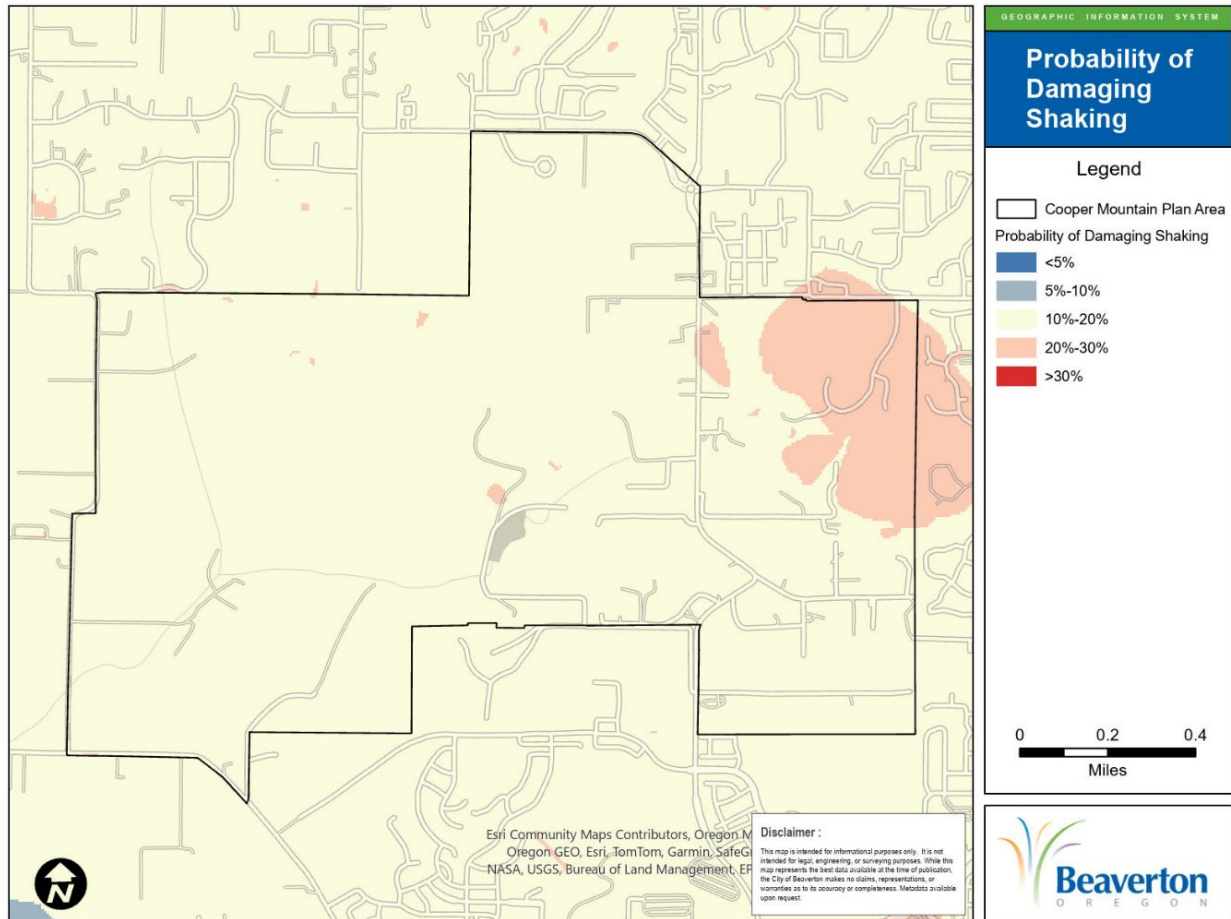 GEOGRAPHIC INFORMATION SYSTEM
Probability of
Damaging
Shaking
Legend
Cooper Mountain Plan Area
Probability of Damaging Shaking
<5%
5%-10%
10%-20%
20%-30%
>30%
0 0.2 0.4
Miles
N
Esri Community Maps Contributors, Oregon M
Oregon GEO, Esri, TomTom, Garmin, SafeGr
NASA, USGS, Bureau of Land Management, EP
Disclaimer :
This map is intended for informational purposes only. It is not
intended for legal, engineering, or surveying purposes. While this
map represents the best data available at the time of publication,
the City of Beaverton makes no claims, representations, or
warranties as to its accuracy or completeness. Metadata available
upon request.
Beaverton
OREGON